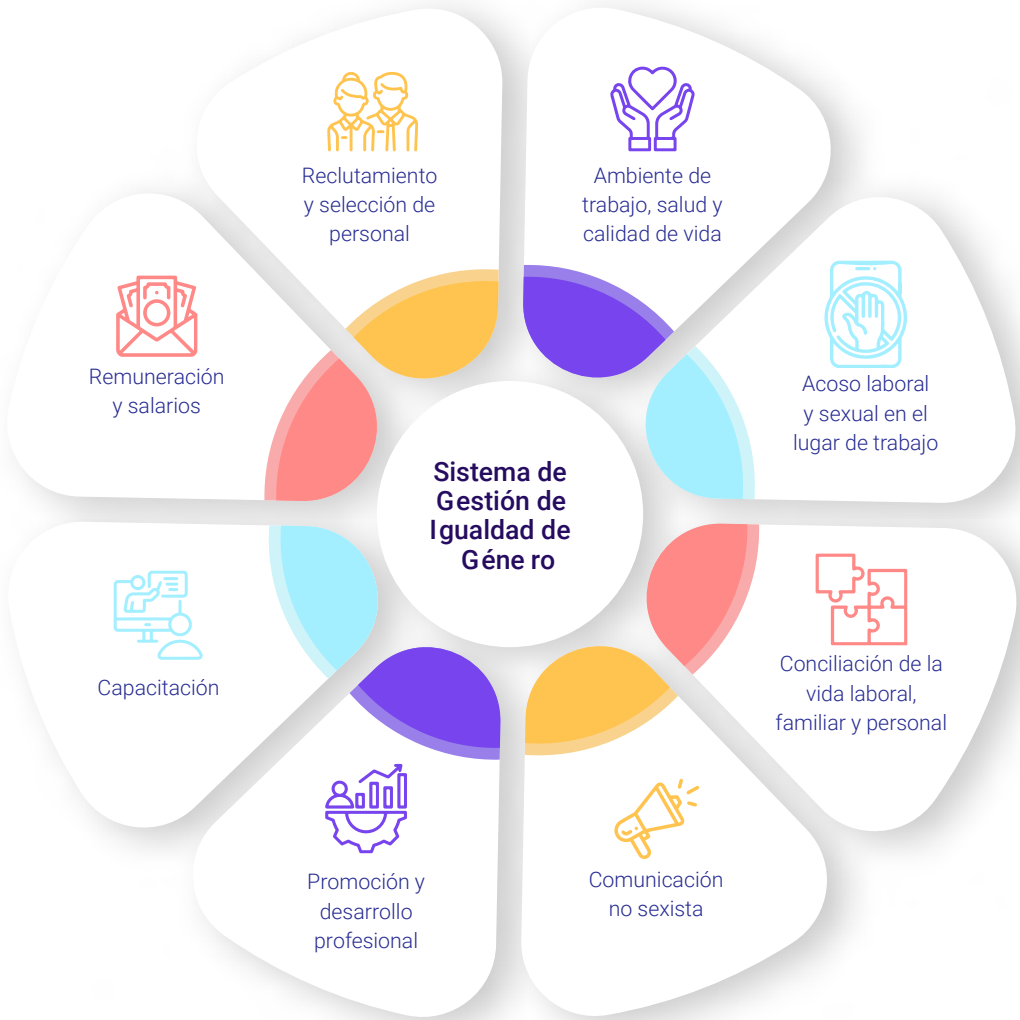 Reclutamiento
y selección de
personal
Ambiente de
trabajo, salud y
calidad de vida
Remuneración
y salarios
Acoso laboral
y sexual en el
lugar de trabajo
Sistema de
Gestión de
Igualdad de
Géne ro
Capacitación
Conciliación de la
vida laboral,
familiar y personal
Promoción y
desarrollo
profesional
Comunicación
no sexista